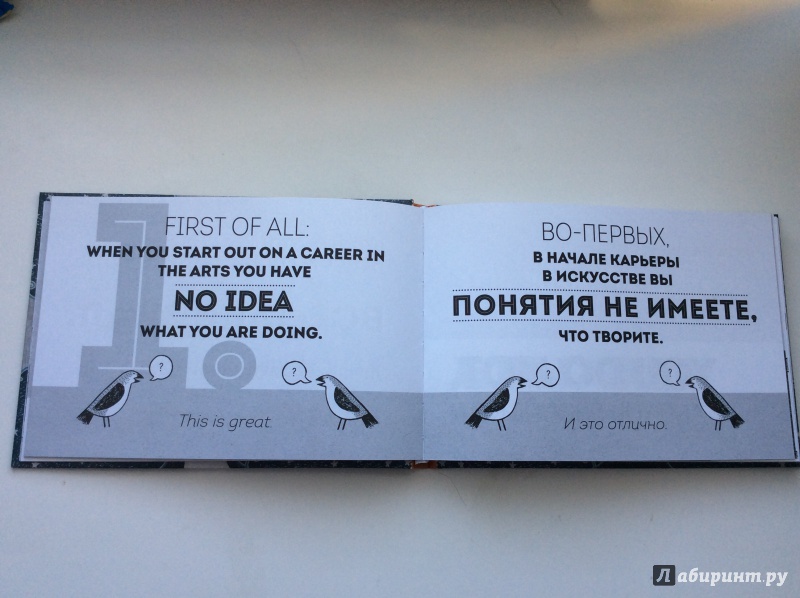 1.
FIRST OF ALL:
WHEN YOU START OUT ON A CAREER IN
THE ARTS YOU HAVE
NO IDEA
WHAT YOU ARE DOING.
?
?
This is great.
ВО-ПЕРВЫХ,
В НАЧАЛЕ КАРЬЕРЫ
В ИСКУССТВЕ ВЫ
ПОНЯТИЯ НЕ ИМЕЕТЕ,
ЧТО ТВОРИТЕ.
?
?
И это отлично.
Лабиринт.ру